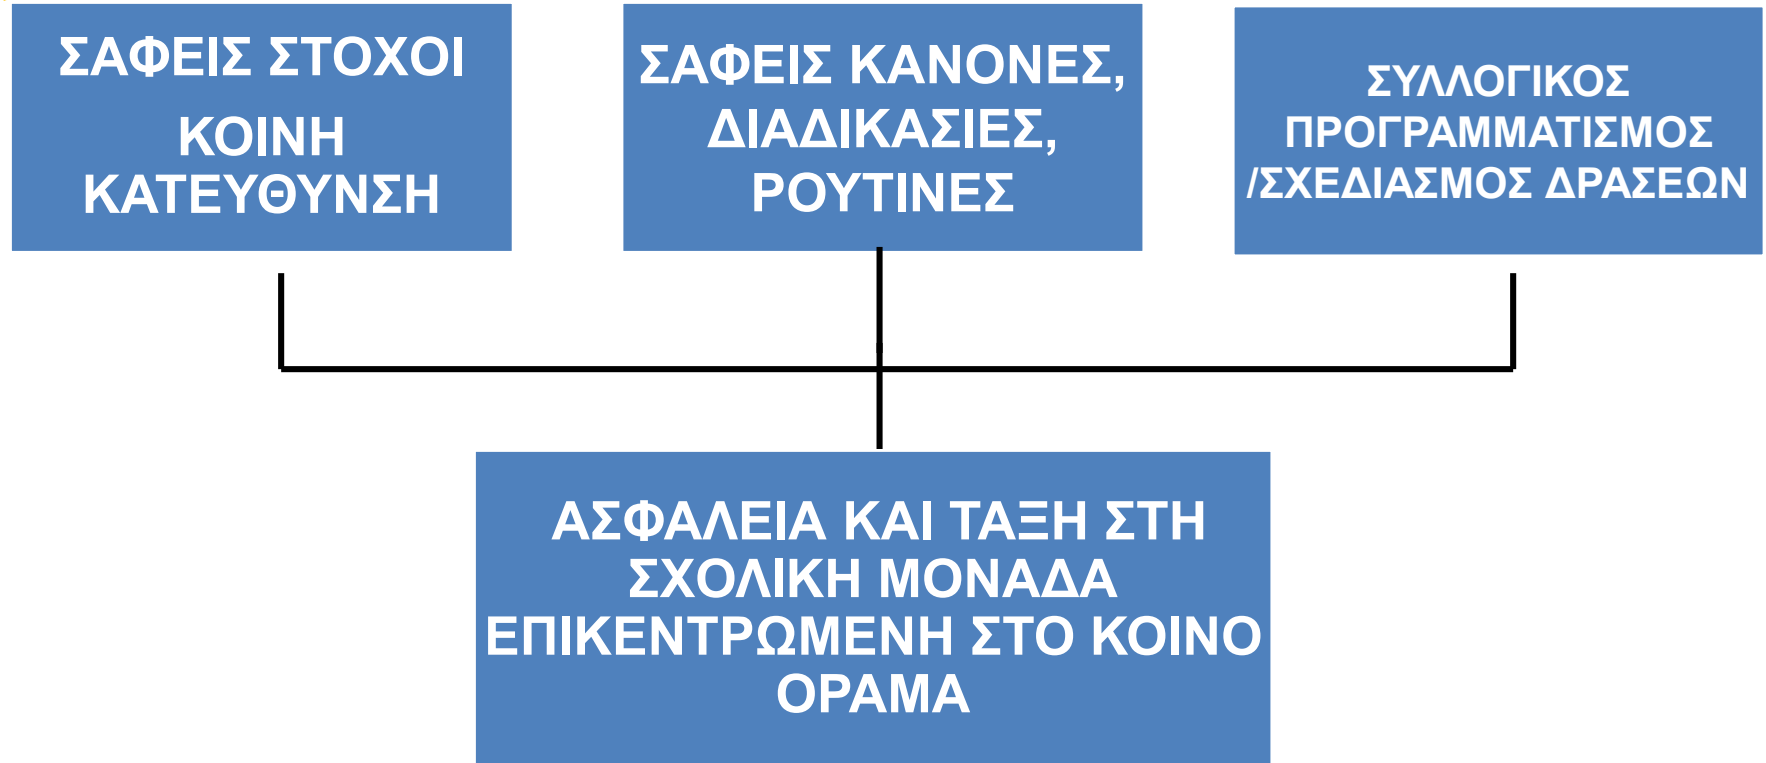 ΣΑΦΕΙΣ ΣΤΟΧΟΙ
ΚΟΙΝΗ
ΚΑΤΕΥΘΥΝΣΗ
ΣΑΦΕΙΣ ΚΑΝΟΝΕΣ,
ΔΙΑΔΙΚΑΣΙΕΣ,
ΡΟΥΤΙΝΕΣ
ΣΥΛΛΟΓΙΚΟΣ
ΠΡΟΓΡΑΜΜΑΤΙΣΜΟΣ
/ΣΧΕΔΙΑΣΜΟΣ ΔΡΑΣΕΩΝ
ΑΣΦΑΛΕΙΑ ΚΑΙ ΤΑΞΗ ΣΤΗ
ΣΧΟΛΙΚΗ ΜΟΝΑΔΑ
ΕΠΙΚΕΝΤΡΩΜΕΝΗ ΣΤΟ ΚΟΙΝΟ
ΟΡΑΜΑ